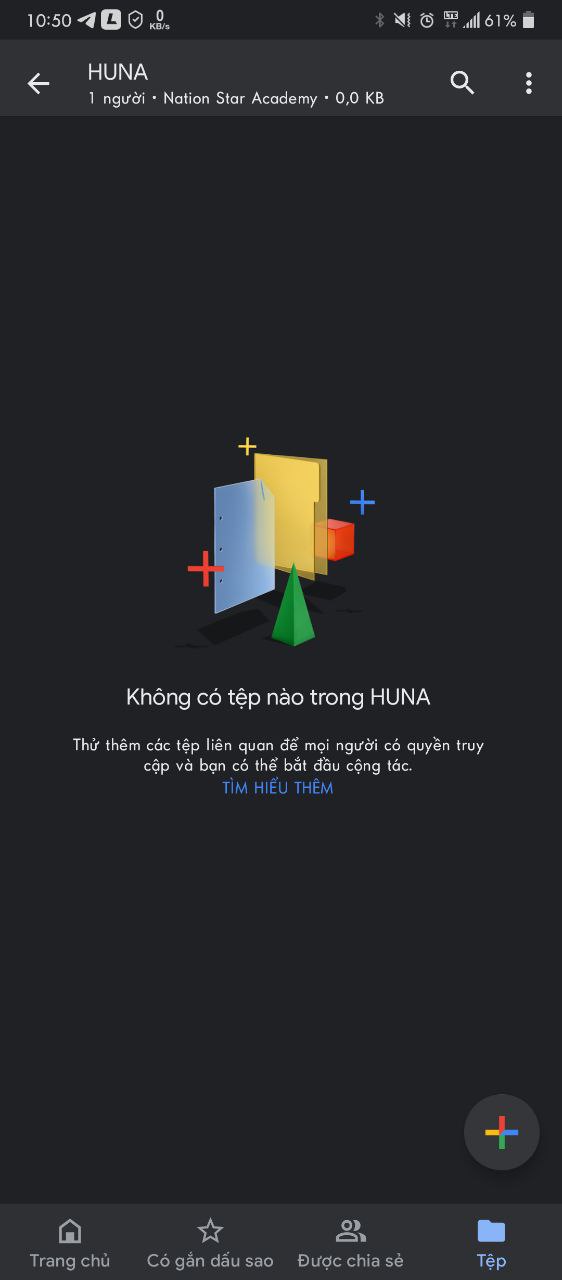 10:50 L 0 KB/s LTE 61%
HUNA
1 người • Nation Star Academy • 0,0 KB
Không có tệp nào trong HUNA
Thử thêm các tệp liên quan để mọi người có quyền truy
cập và bạn có thể bắt đầu cộng tác.
TÌM HIỂU THÊM
Trang chủ Có gắn dấu sao Được chia sẻ Tệp